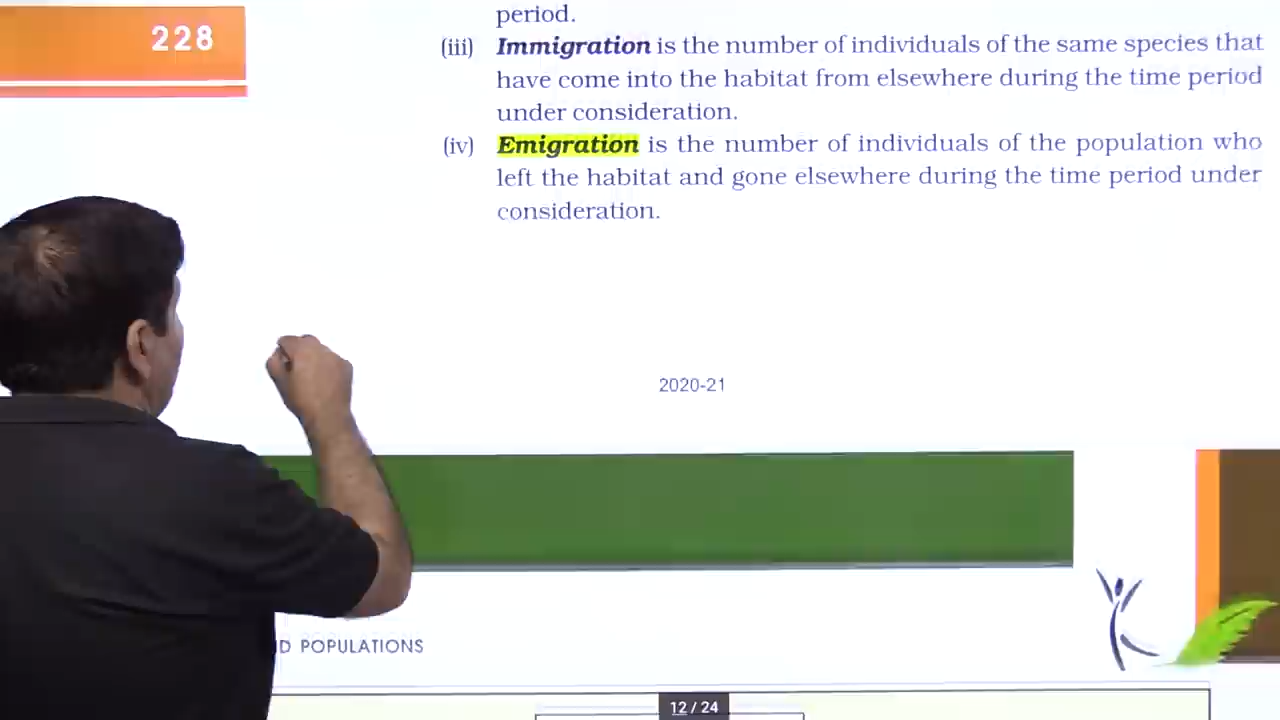 228
period.
(iii) Immigration is the number of individuals of the same species that
have come into the habitat from elsewhere during the time period
under consideration.
(iv) Emigration is the number of individuals of the population who
left the habitat and gone elsewhere during the time period under
consideration.
2020-21
D POPULATIONS
12 / 24